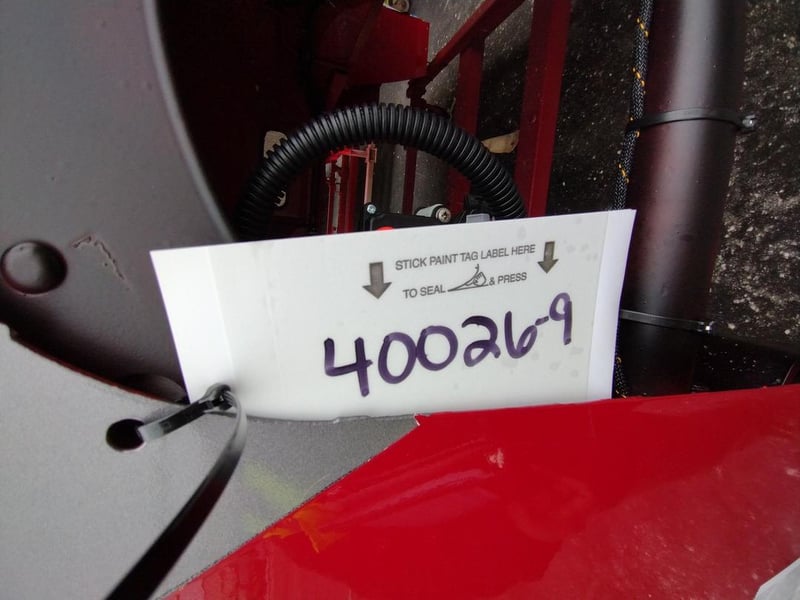 STICK PAINT TAG LABEL HERE
TO SEAL & PRESS
40026-9